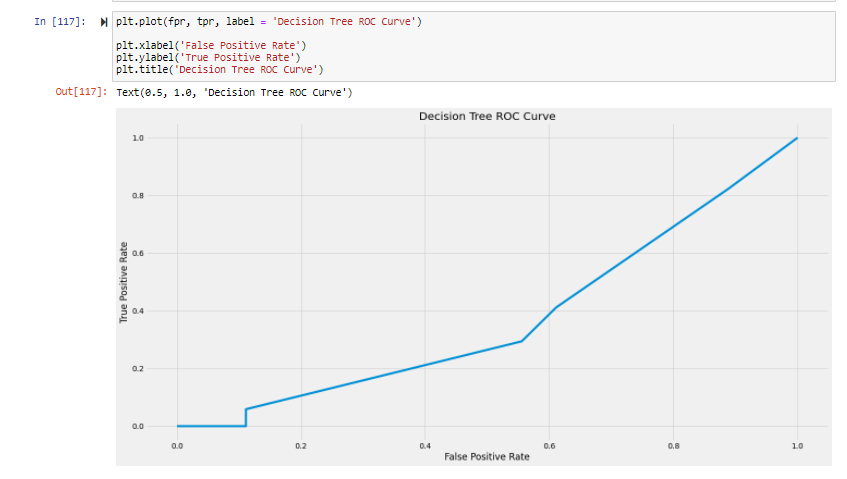 In [117]:
plt.plot(fpr, tpr, label = 'Decision Tree ROC Curve')
plt.xlabel('False Positive Rate')
plt.ylabel('True Positive Rate')
plt.title('Decision Tree ROC Curve')
Out[117]: Text(0.5, 1.0, 'Decision Tree ROC Curve')
Decision Tree ROC Curve
True Positive Rate
1.0
0.8
0.6
0.4
0.2
0.0
0.0 0.2 0.4 0.6 0.8 1.0
False Positive Rate